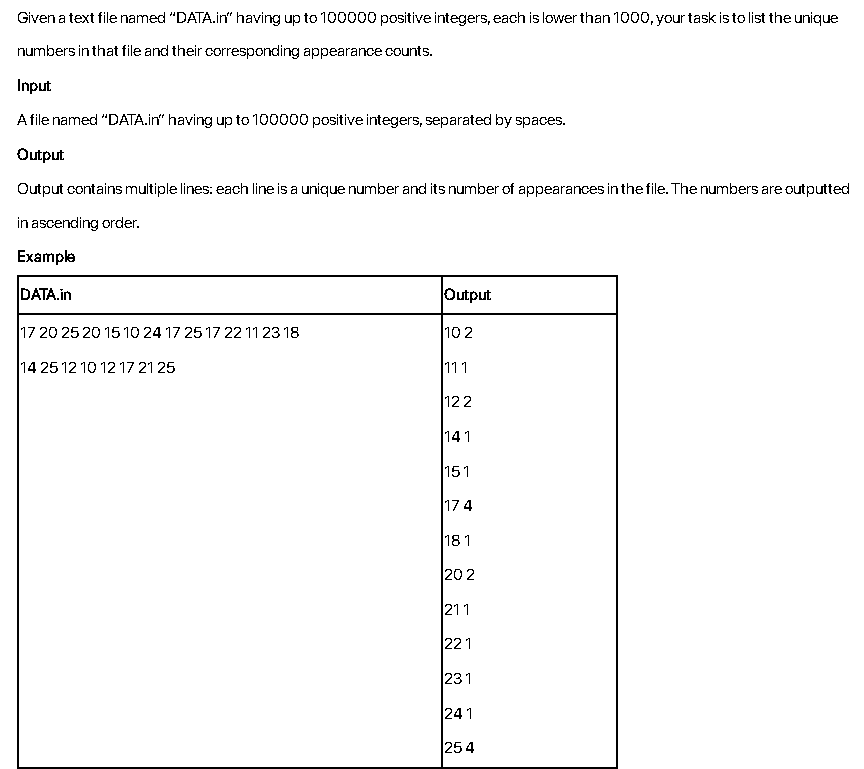 Given a text file named “DATA.in” having up to 100000 positive integers, each is lower than 1000, your task is to list the unique
numbers in that file and their corresponding appearance counts.
Input
A file named “DATA.in” having up to 100000 positive integers, separated by spaces.
Output
Output contains multiple lines: each line is a unique number and its number of appearances in the file. The numbers are outputted
in ascending order.
Example
DATA.in Output
17 20 25 20 15 10 24 17 25 17 22 11 23 18
14 25 12 10 12 17 21 25
10 2
11 1
12 2
14 1
15 1
17 4
18 1
20 2
21 1
22 1
23 1
24 1
25 4